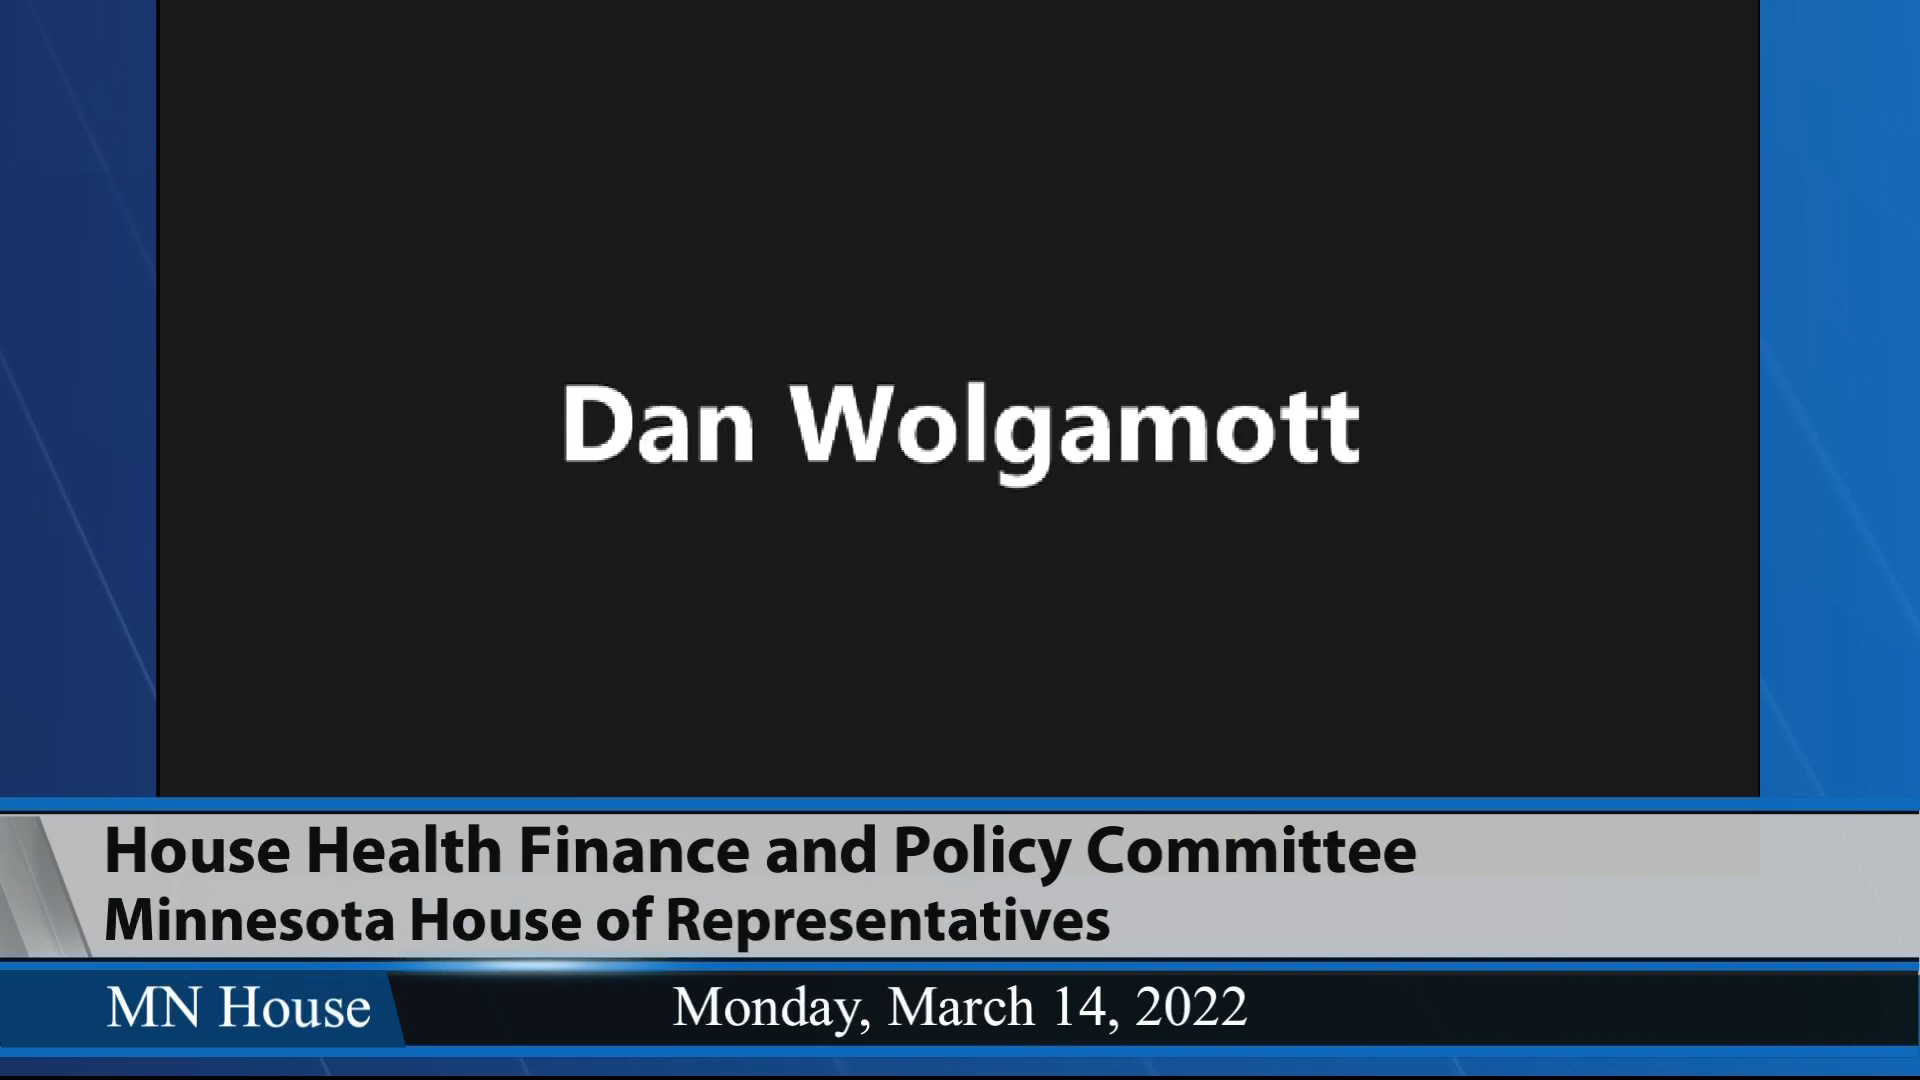 Dan Wolgamott
House Health Finance and Policy Committee
Minnesota House of Representatives
MN House
Monday, March 14, 2022